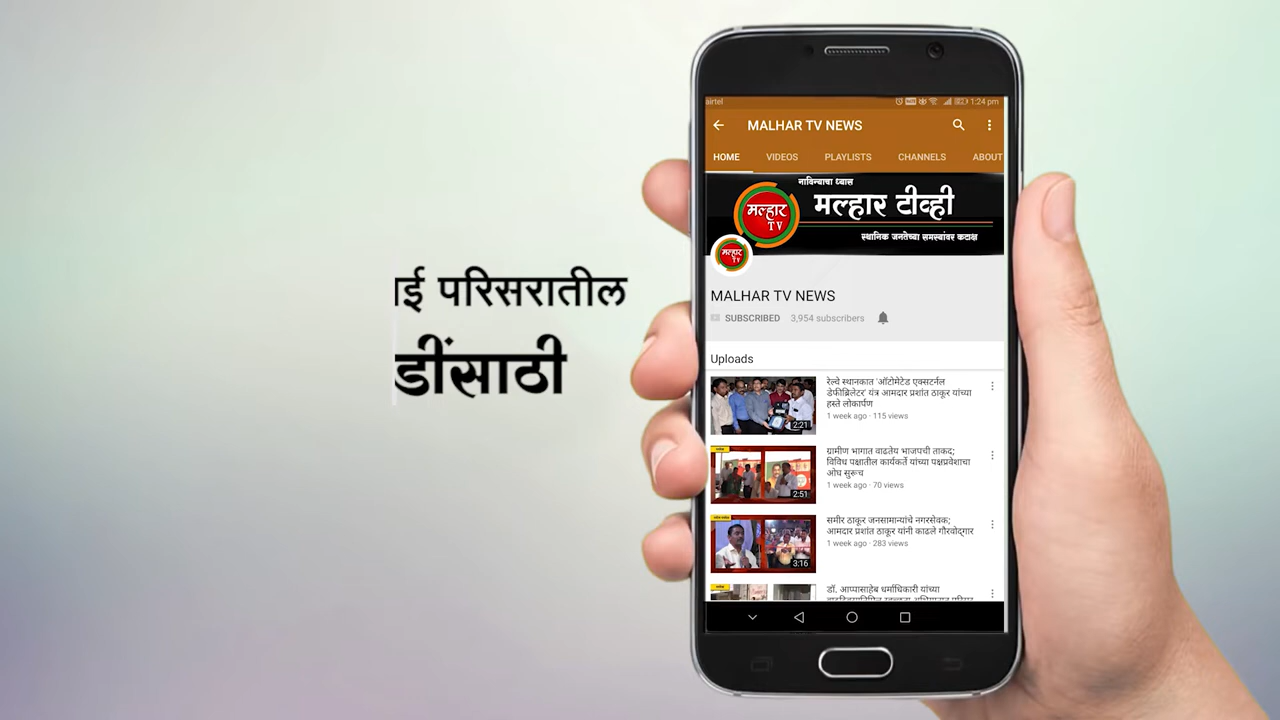 ई परिसरातील
डींसाठी
airtel
1:24 pm
MALHAR TV NEWS
HOME VIDEOS PLAYLISTS CHANNELS ABOUT
नाविन्याचा ध्यास
मल्हार टीव्ही
मल्हार
TV
स्थानिक जनतेच्या समस्यांवर कटाक्ष
मल्हार
TV
MALHAR TV NEWS
SUBSCRIBED 3,954 subscribers
Uploads
रेल्वे स्थानकात 'ऑटोमेटेड एक्सटर्नल
डेफीब्रिलेटर' यंत्र आमदार प्रशांत ठाकूर यांच्या
हस्ते लोकार्पण
1 week ago · 115 views
2:21
ग्रामीण भागात वाढतेय भाजपची ताकद;
विविध पक्षातील कार्यकर्ते यांच्या पक्षप्रवेशाचा
ओघ सुरूच
1 week ago · 70 views
2:51
समीर ठाकूर जनसामान्यांचे नगरसेवक;
आमदार प्रशांत ठाकूर यांनी काढले गौरवोद्गार
1 week ago · 283 views
3:16
डॉ. आप्पासाहेब धर्माधिकारी यांच्या